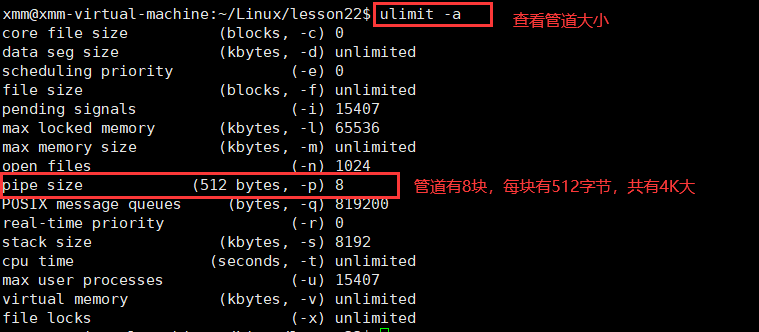 xmm@xmm-virtual-machine:~/Linux/lesson22$ ulimit -a 查看管道大小
core file size (blocks, -c) 0
data seg size (kbytes, -d) unlimited
scheduling priority (-e) 0
file size (blocks, -f) unlimited
pending signals (-i) 15407
max locked memory (kbytes, -l) 65536
max memory size (kbytes, -m) unlimited
open files (-n) 1024
pipe size (512 bytes, -p) 8 管道有8块，每块有512字节，共有4K大
POSIX message queues (bytes, -q) 819200
real-time priority (-r) 0
stack size (kbytes, -s) 8192
cpu time (seconds, -t) unlimited
max user processes (-u) 15407
virtual memory (kbytes, -v) unlimited
file locks (-x) unlimited